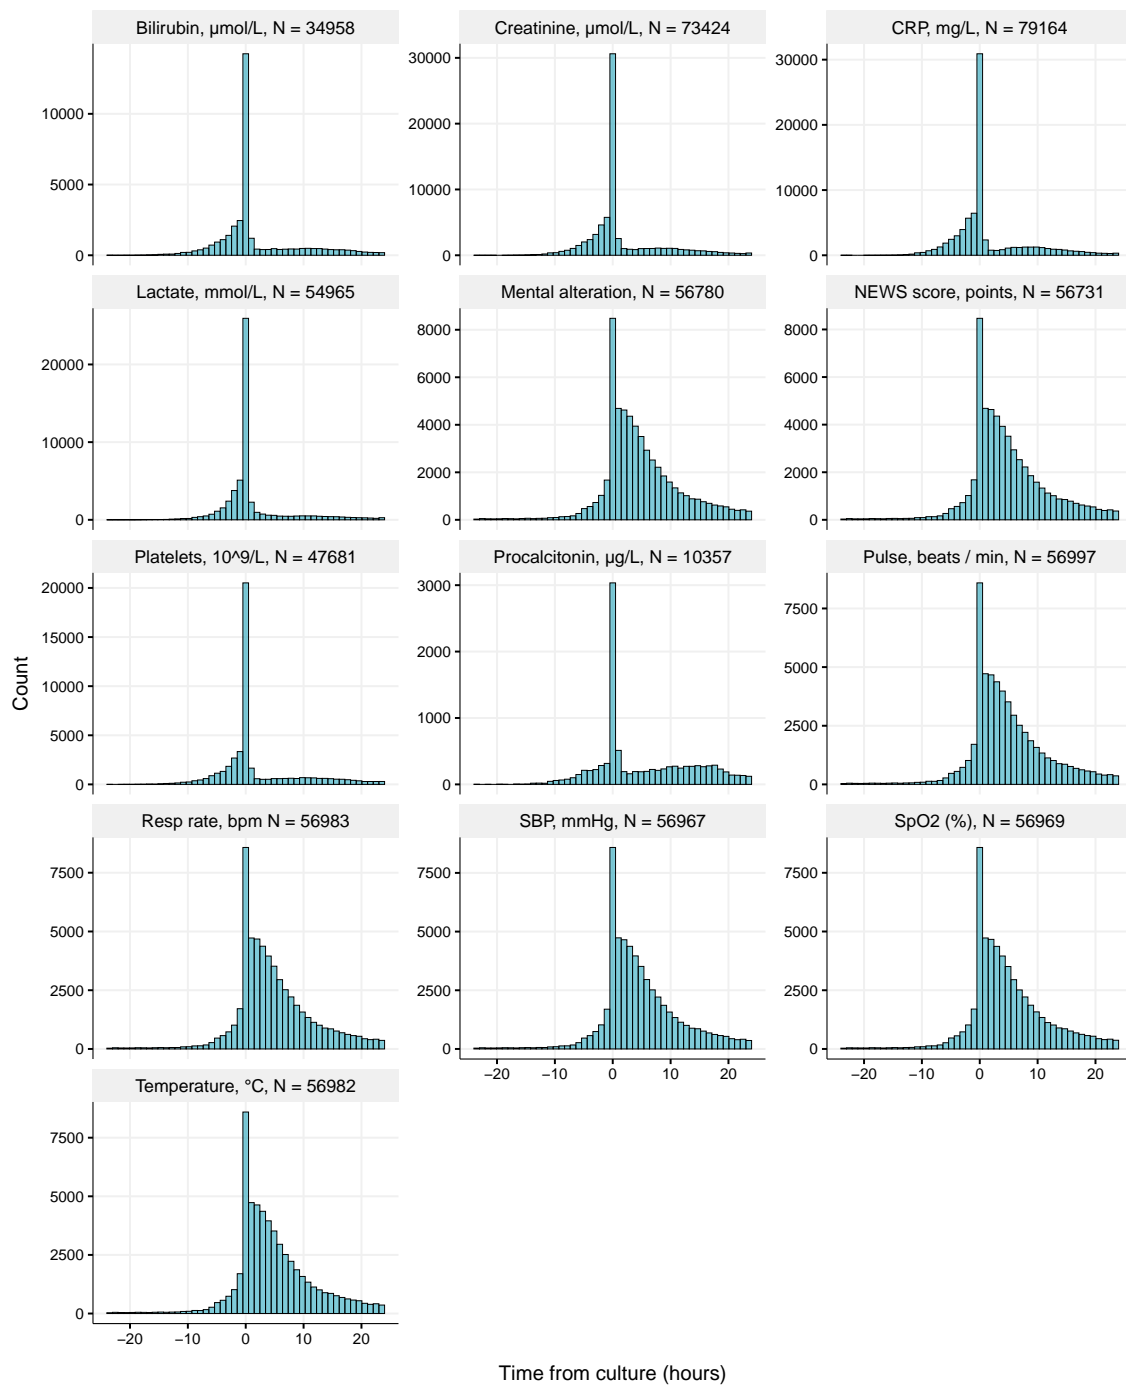 Bilirubin, µmol/L, N = 34958
Creatinine, µmol/L, N = 73424
CRP, mg/L, N = 79164
10000
5000
0
30000
20000
10000
0
30000
20000
10000
0
Lactate, mmol/L, N = 54965
Mental alteration, N = 56780
NEWS score, points, N = 56731
20000
10000
0
8000
6000
4000
2000
0
8000
6000
4000
2000
0
Platelets, 10^9/L, N = 47681
Procalcitonin, µg/L, N = 10357
Pulse, beats / min, N = 56997
20000
15000
10000
5000
0
3000
2000
1000
0
7500
5000
2500
0
Count
Resp rate, bpm N = 56983
SBP, mmHg, N = 56967
SpO2 (%), N = 56969
7500
5000
2500
0
7500
5000
2500
0
−20 −10 0 10 20
7500
5000
2500
0
−20 −10 0 10 20
Temperature, °C, N = 56982
7500
5000
2500
0
−20 −10 0 10 20
Time from culture (hours)